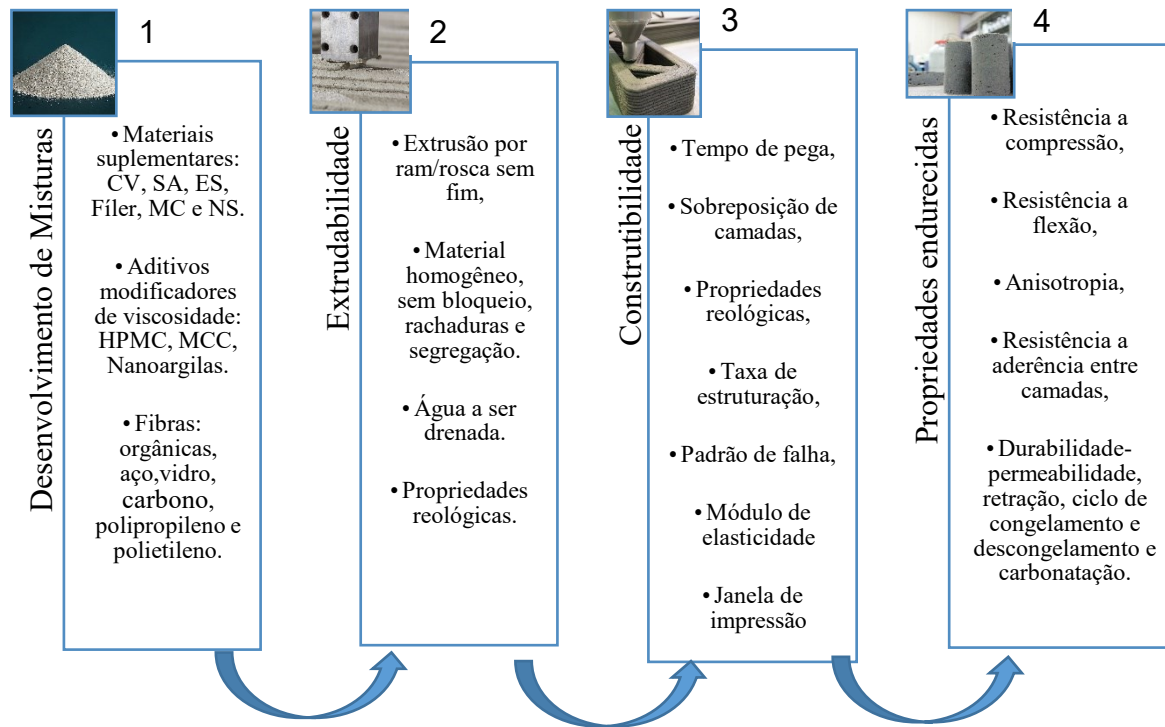 1
Desenvolvimento de Misturas
• Materiais
suplementares:
CV, SA, ES,
Fíler, MC e NS.
• Aditivos
modificadores
de viscosidade:
HPMC, MCC,
Nanoargilas.
• Fibras:
orgânicas,
aço,vidro,
carbono,
polipropileno e
polietileno.
2
Extrudabilidade
• Extrusão por
ram/rosca sem
fim,
• Material
homogêneo,
sem bloqueio,
rachaduras e
segregação.
• Água a ser
drenada.
• Propriedades
reológicas.
3
Construtibilidade
• Tempo de pega,
• Sobreposição de
camadas,
• Propriedades
reológicas,
• Taxa de
estruturação,
• Padrão de falha,
• Módulo de
elasticidade
• Janela de
impressão
4
Propriedades endurecidas
• Resistência a
compressão,
• Resistência a
flexão,
• Anisotropia,
• Resistência a
aderência entre
camadas,
• Durabilidade-
permeabilidade,
retração, ciclo de
congelamento e
descongelamento e
carbonatação.